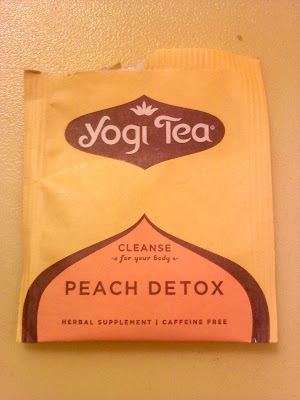 Yogi Tea®
CLEANSE
for your body
PEACH DETOX
HERBAL SUPPLEMENT | CAFFEINE FREE